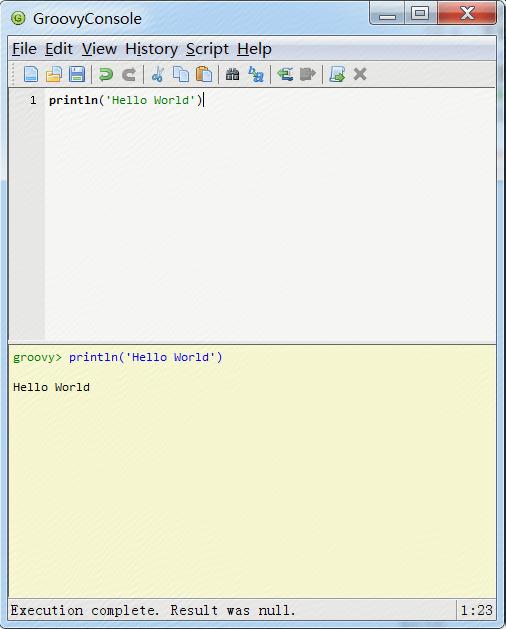 GroovyConsole
File Edit View History Script Help
1 println('Hello World')
groovy> println('Hello World')
Hello World
Execution complete. Result was null. 1:23